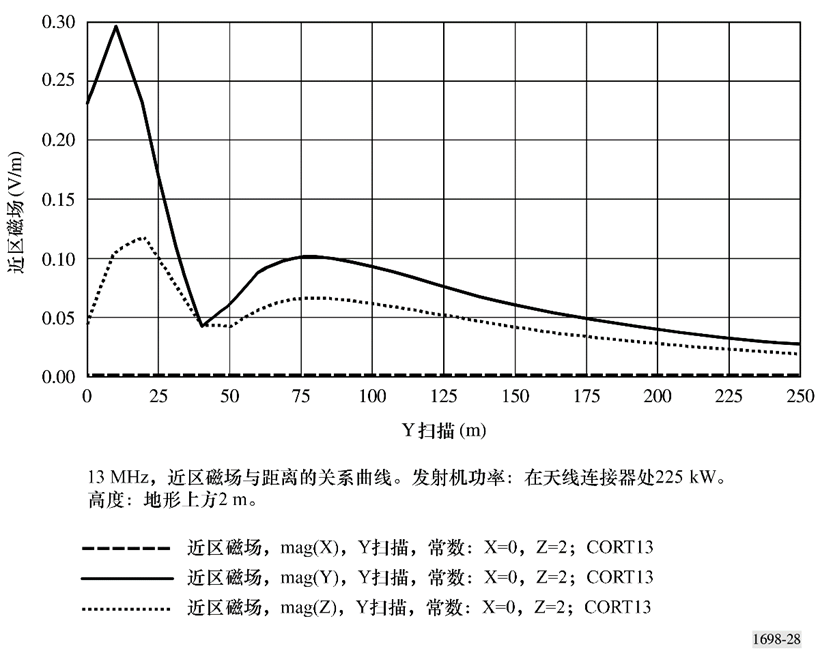 0.30
0.25
0.20
0.15
0.10
0.05
0.00
近区磁场 (V/m)
0 25 50 75 100 125 150 175 200 225 250
Y扫描 (m)
13 MHz，近区磁场与距离的关系曲线。发射机功率：在天线连接器处225 kW。
高度：地形上方2 m。
近区磁场，mag(X)，Y扫描，常数：X=0，Z=2；CORT13
近区磁场，mag(Y)，Y扫描，常数：X=0，Z=2；CORT13
近区磁场，mag(Z)，Y扫描，常数：X=0，Z=2；CORT13
1698-28